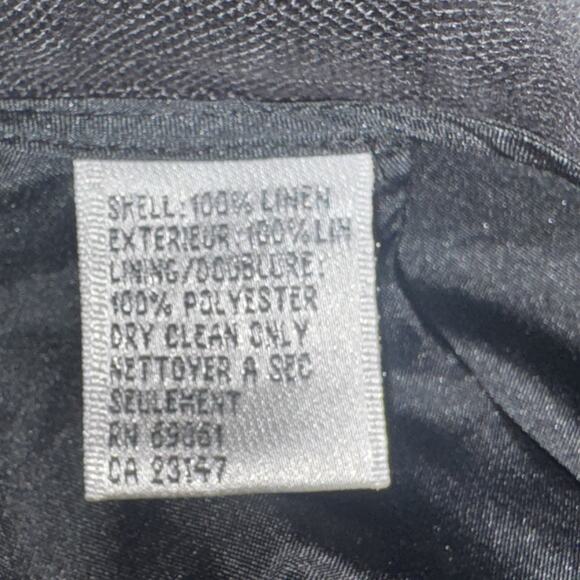 SHELL: 100% LINEN
EXTERIEUR: 100% LIN
LINING/DOUBLURE:
100% POLYESTER
DRY CLEAN ONLY
NETTOYER A SEC
SEULEMENT
RN 69061
CA 23147